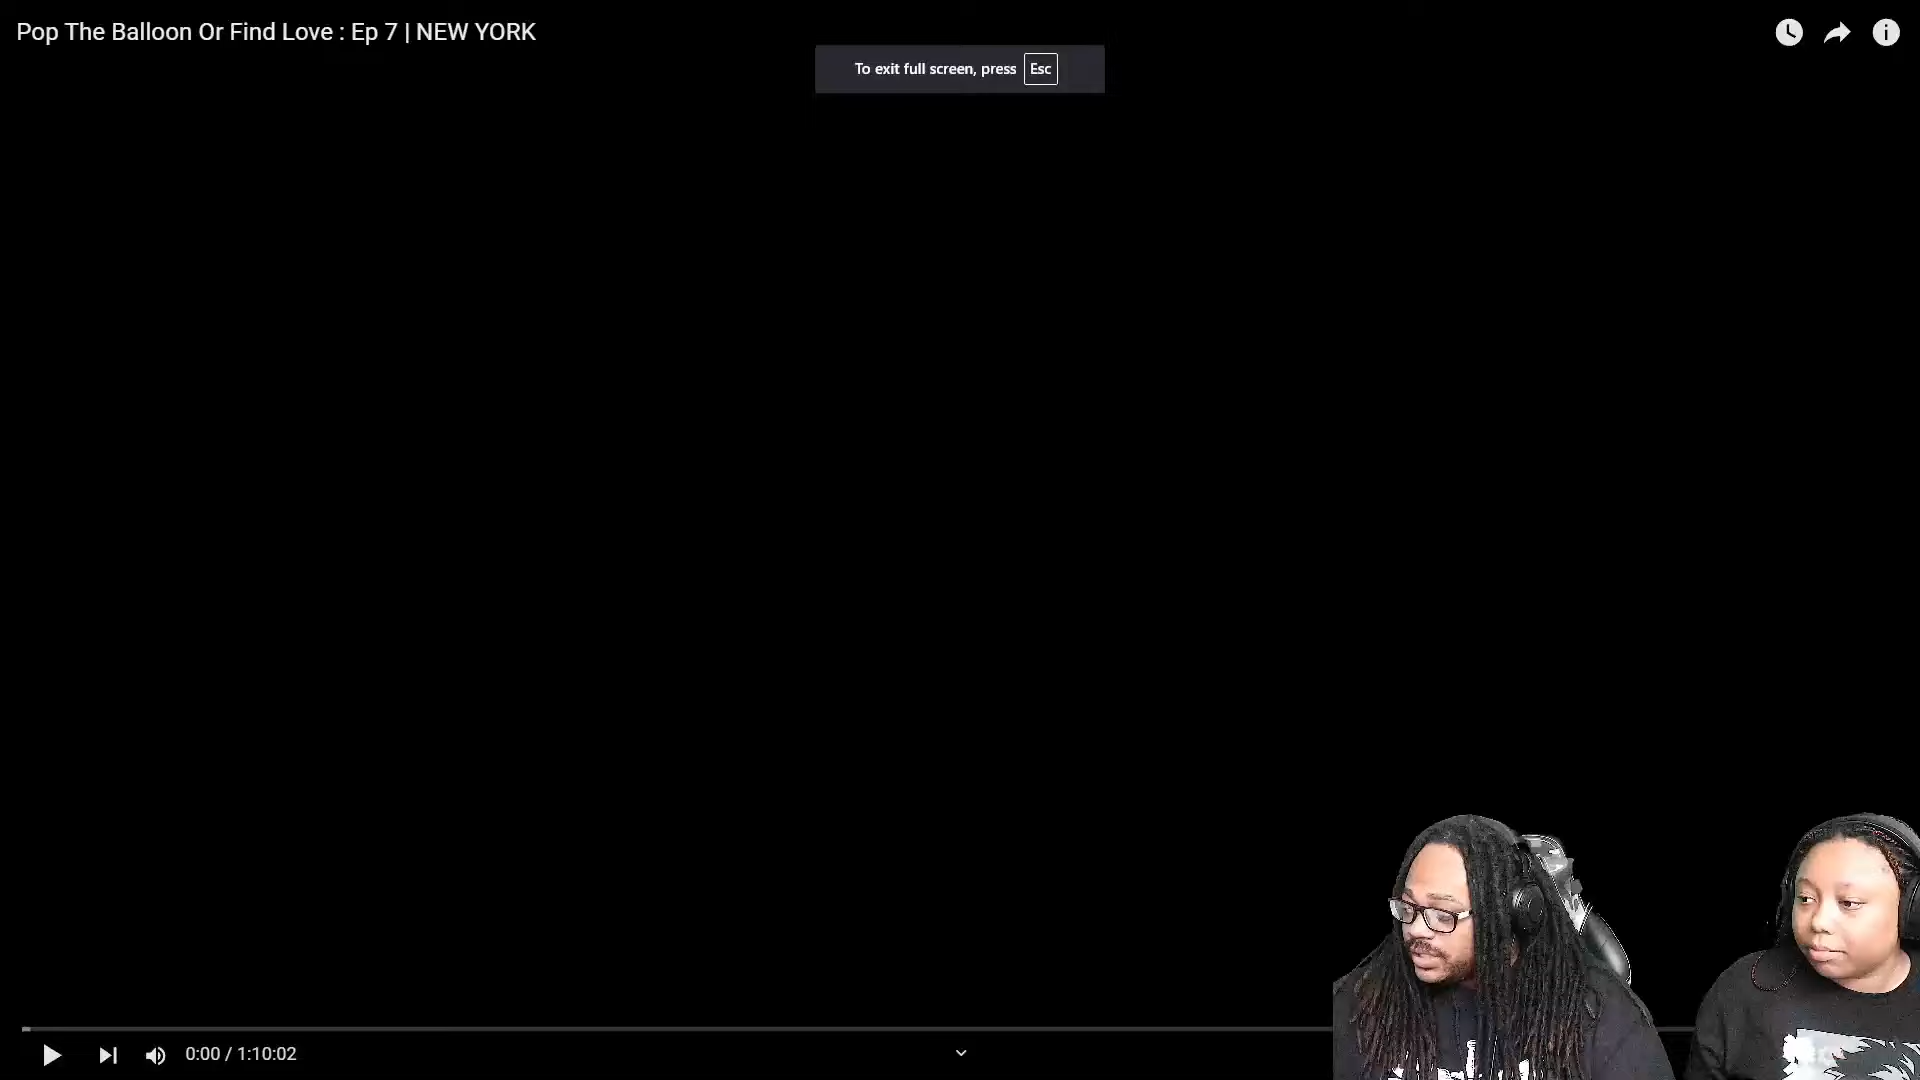 Pop The Balloon Or Find Love : Ep 7 | NEW YORK
To exit full screen, press Esc
0:00 / 1:10:02